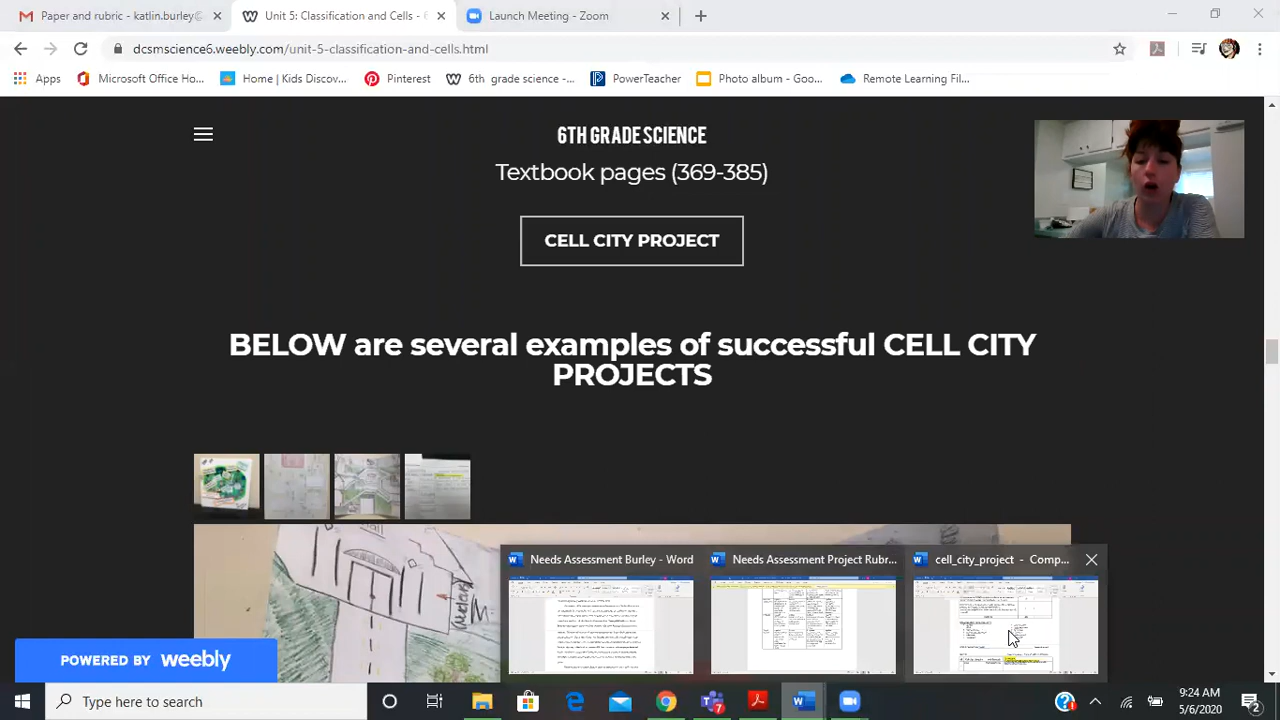 Paper and rubric - katlin.burley@
Unit 5: Classification and Cells -
Launch Meeting - Zoom
dcsmscience6.weebly.com/unit-5-classification-and-cells.html
Apps
Microsoft Office Ho...
Home | Kids Discov...
Pinterest
6th grade science -...
PowerTeacher
Photo album - Goo...
Remote Learning Fil...
6TH GRADE SCIENCE
Textbook pages (369-385)
CELL CITY PROJECT
BELOW are several examples of successful CELL CITY
PROJECTS
Needs Assessment Burley - Word
Needs Assessment Project Rubr...
cell_city_project - Comp...
POWERED BY weebly
Type here to search
9:24 AM
5/6/2020